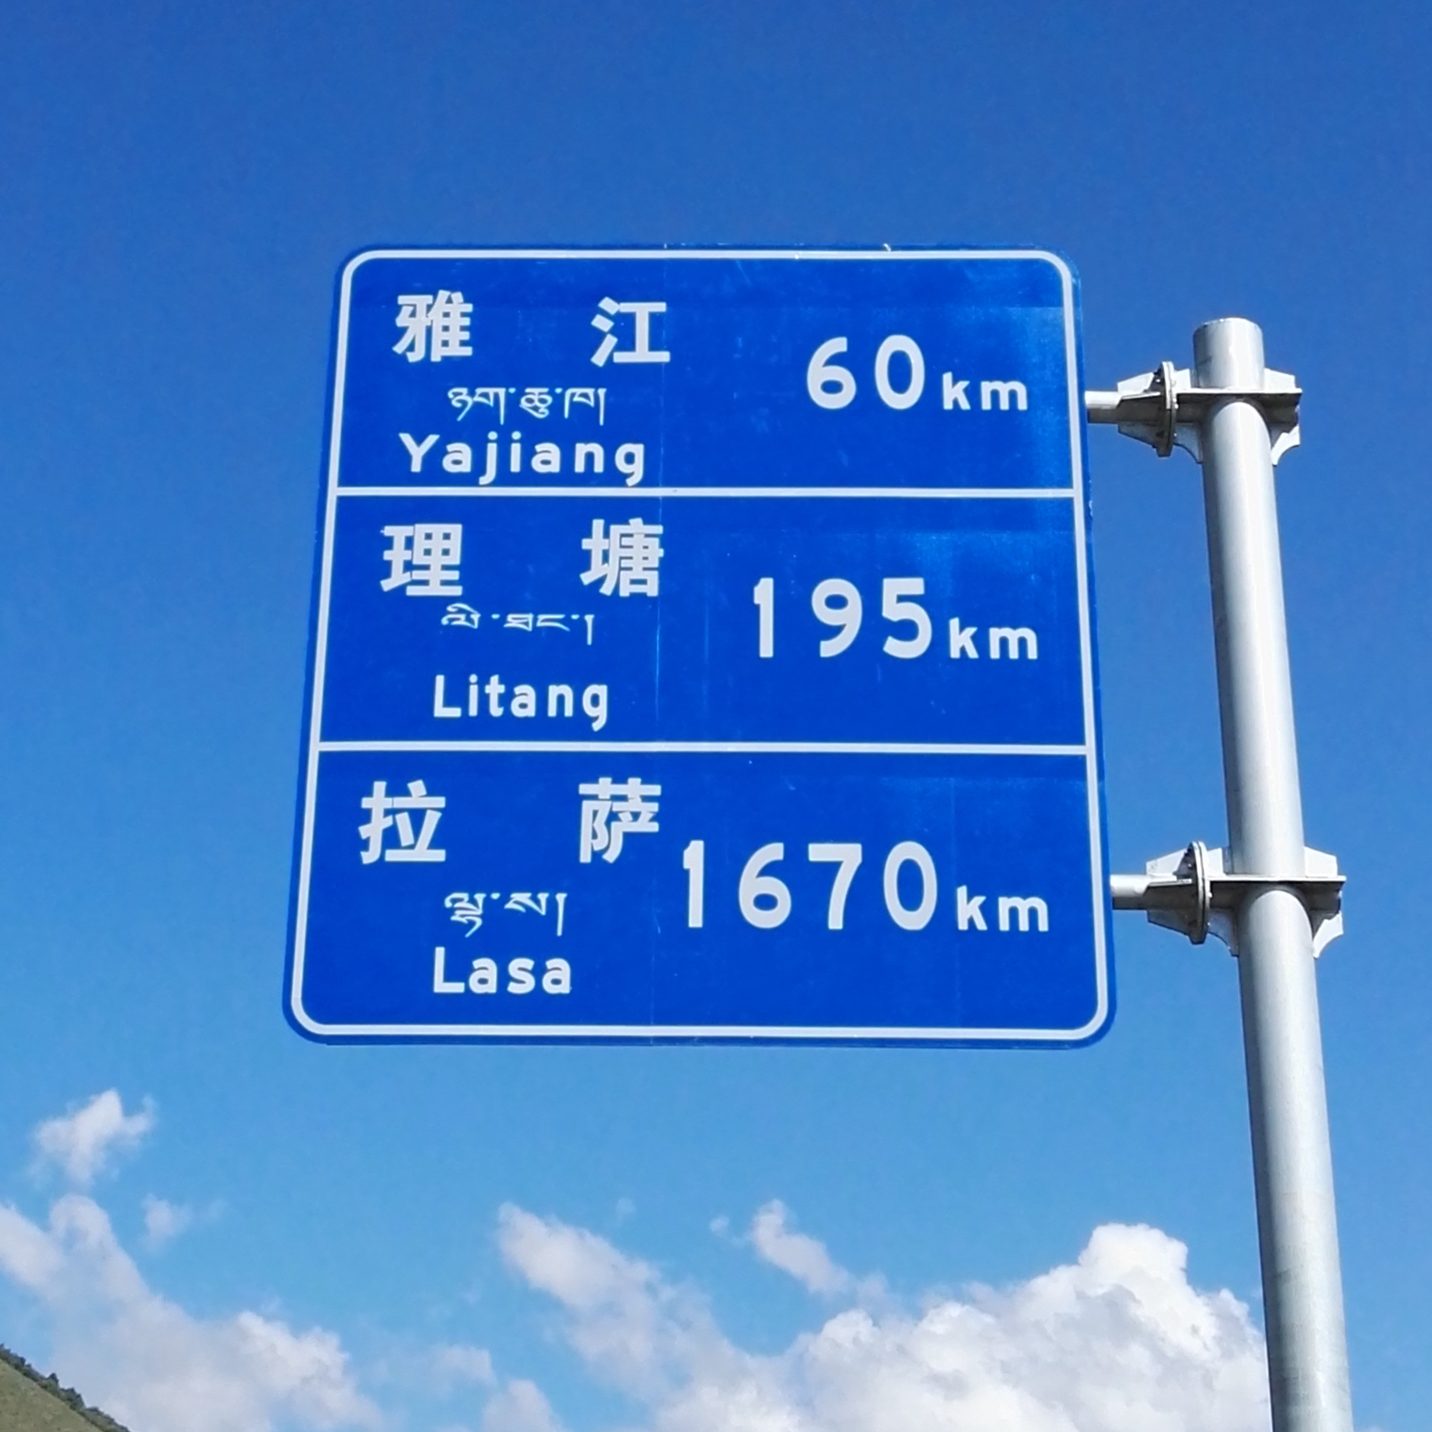 雅 江
60km
ཉག་ཆུ་ཁ།
Yajiang
理 塘
195km
ལི་ཐང་།
Litang
拉 萨
1670km
ལྷ་ས།
Lasa